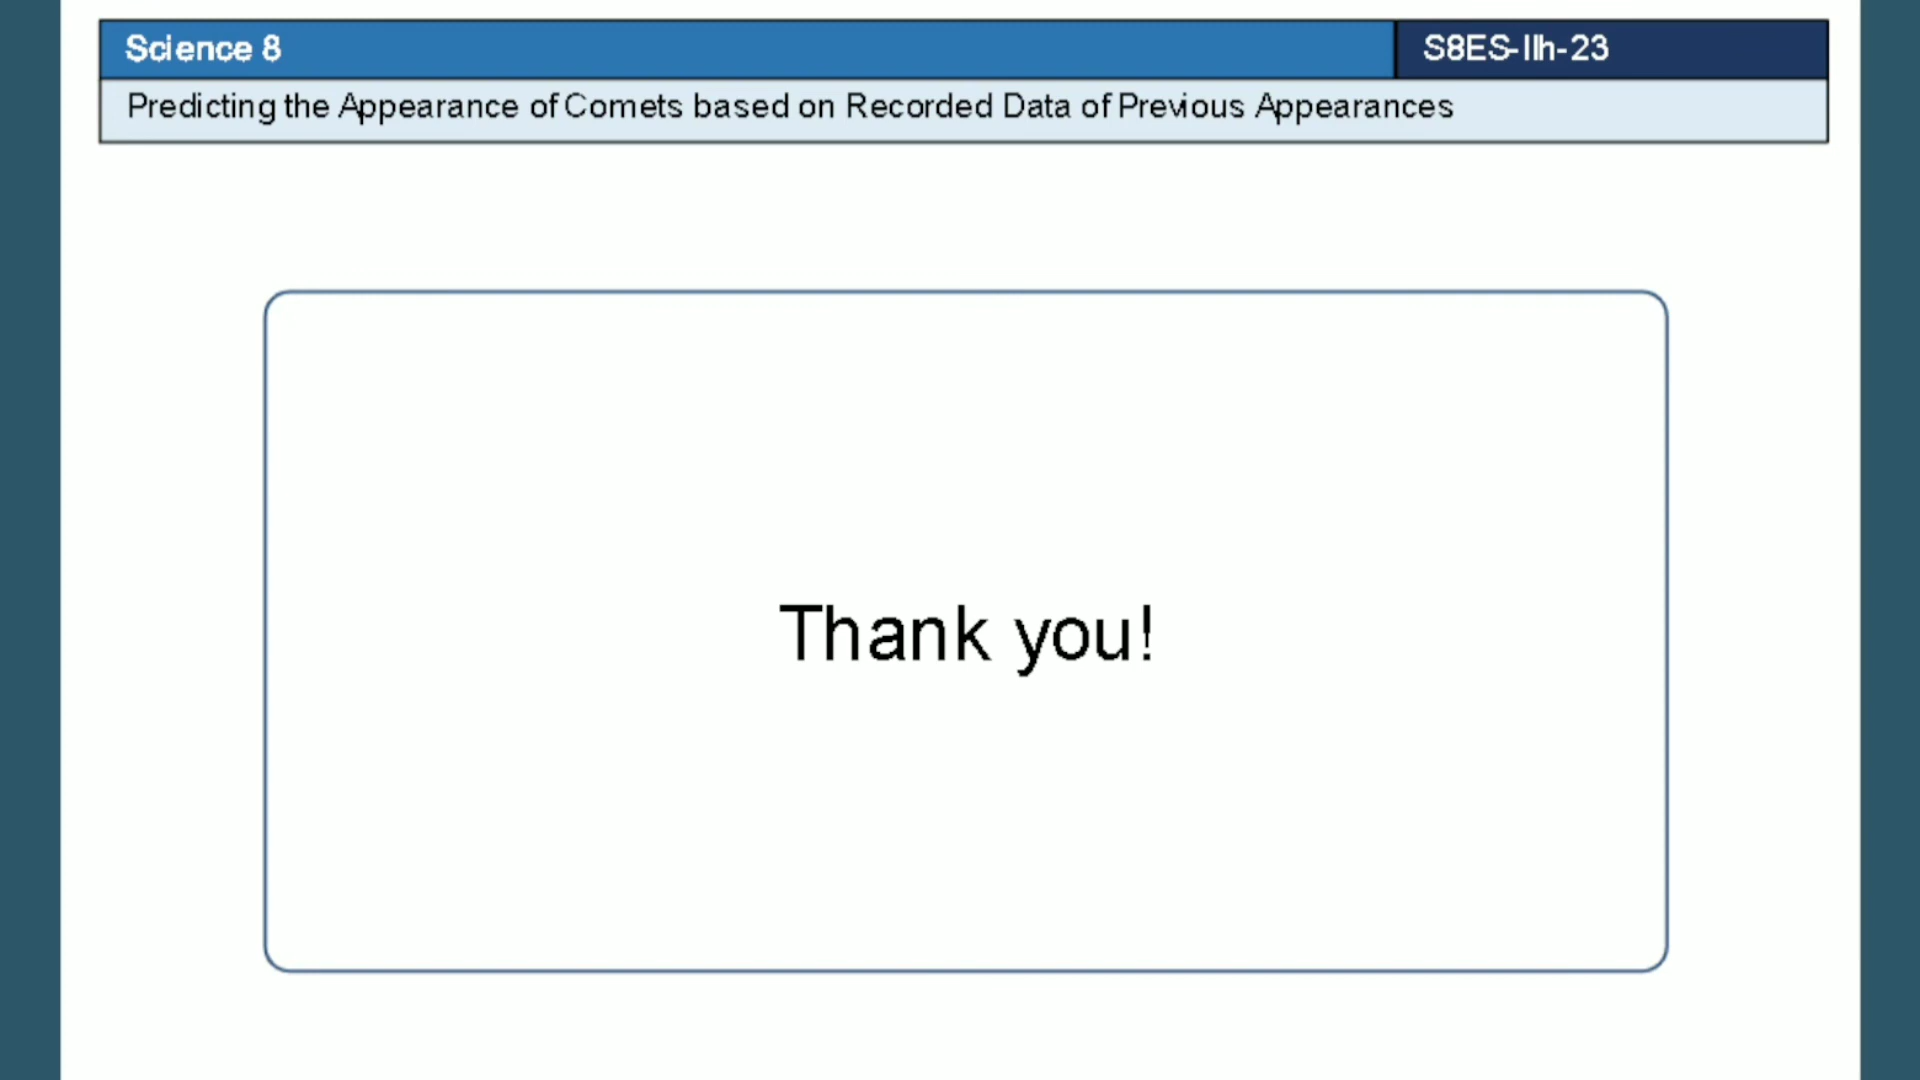 Science 8
S8ES-IIh-23
Predicting the Appearance of Comets based on Recorded Data of Previous Appearances
Thank you!